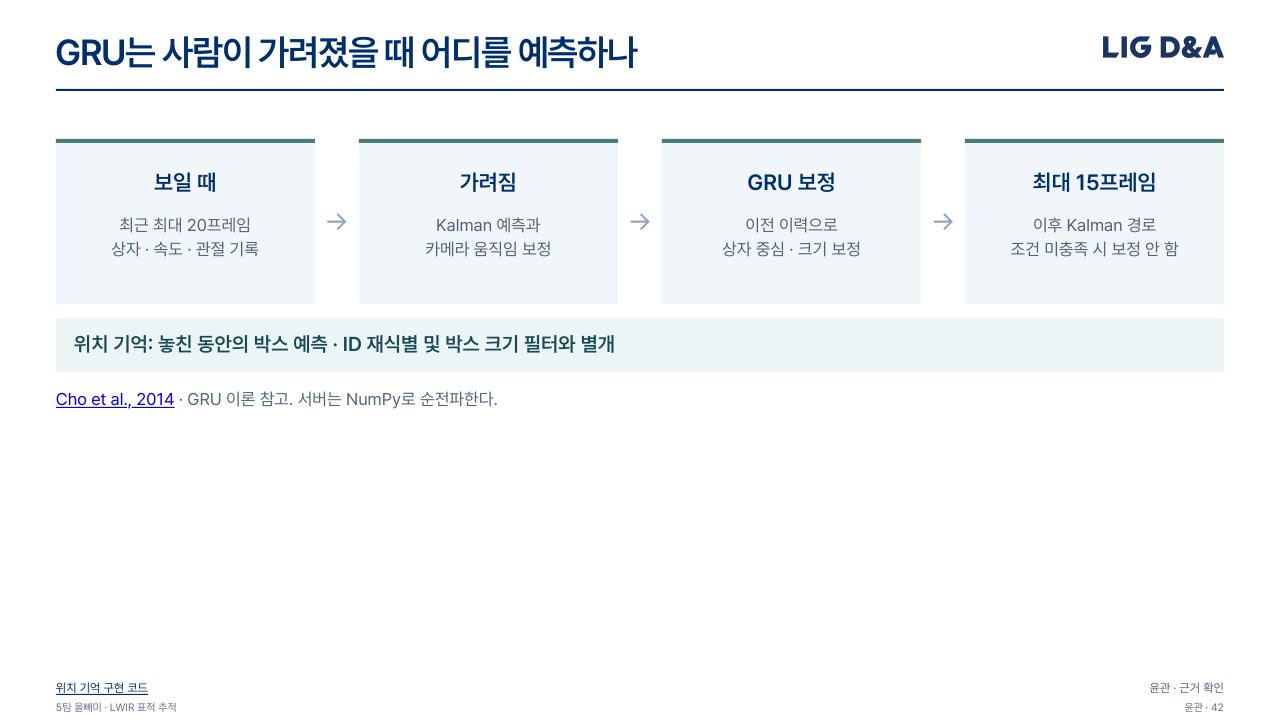 GRU는 사람이 가려졌을 때 어디를 예측하나
LIG D&A
보일 때
최근 최대 20프레임
상자 · 속도 · 관절 기록
→
가려짐
Kalman 예측과
카메라 움직임 보정
→
GRU 보정
이전 이력으로
상자 중심 · 크기 보정
→
최대 15프레임
이후 Kalman 경로
조건 미충족 시 보정 안 함
위치 기억: 놓친 동안의 박스 예측 · ID 재식별 및 박스 크기 필터와 별개
Cho et al., 2014 · GRU 이론 참고. 서버는 NumPy로 순전파한다.
위치 기억 구현 코드
5팀 올빼미 · LWIR 표적 추적
윤관 · 근거 확인
윤관 · 42